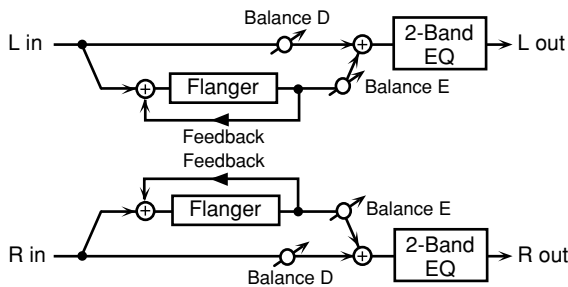 Balance D
L in
2-Band
EQ
L out
Flanger
Balance E
Feedback
Feedback
Flanger
Balance E
R in
2-Band
EQ
R out
Balance D